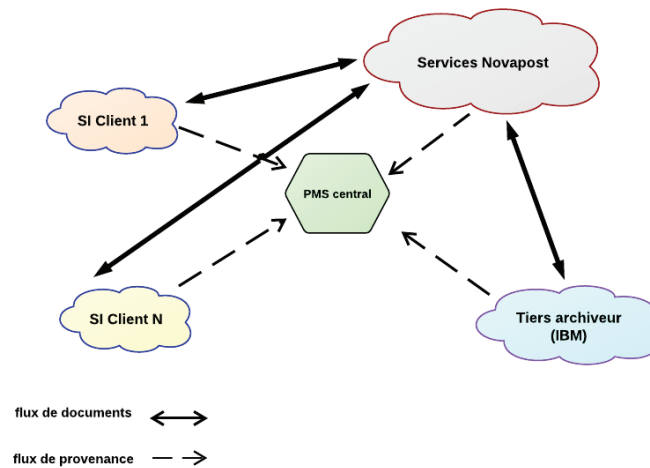 Services Novapost
SI Client 1
PMS central
SI Client N
Tiers archiveur
(IBM)
flux de documents
flux de provenance